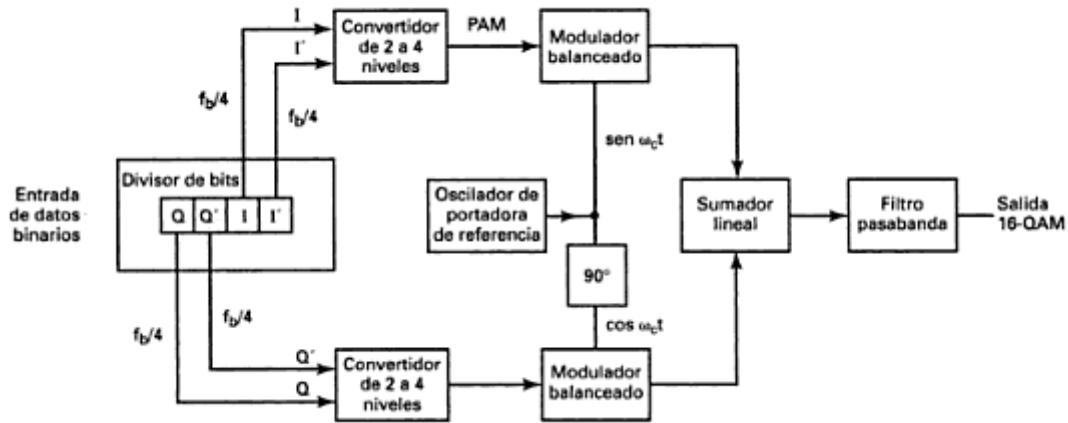 I
I´
Convertidor
de 2 a 4
niveles
PAM
Modulador
balanceado
f_b/4
f_b/4
sen ω_ct
Entrada
de datos
binarios
Divisor de bits
Q
Q´
I
I´
Oscilador de
portadora
de referencia
Sumador
lineal
Filtro
pasabanda
Salida
16-QAM
90°
f_b/4
f_b/4
cos ω_ct
Q´
Q
Convertidor
de 2 a 4
niveles
Modulador
balanceado